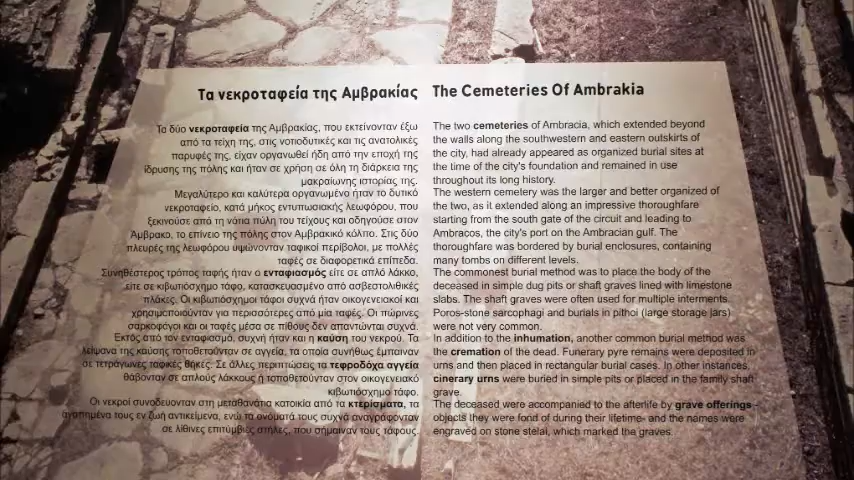 Τα νεκροταφεία της Αμβρακίας
Τα δύο νεκροταφεία της Αμβρακίας, που εκτείνονταν έξω
από τα τείχη της, στις νοτιοδυτικές και τις ανατολικές
παρυφές της, είχαν οργανωθεί ήδη από την εποχή της
ίδρυσης της πόλης και ήταν σε χρήση σε όλη τη διάρκεια της
μακραίωνης ιστορίας της.
Μεγαλύτερο και καλύτερα οργανωμένο ήταν το δυτικό
νεκροταφείο, κατά μήκος εντυπωσιακής λεωφόρου, που
ξεκινούσε από τη νότια πύλη του τείχους και οδηγούσε στον
Άμβρακο, το επίνειο της πόλης στον Αμβρακικό κόλπο. Στις δύο
πλευρές της λεωφόρου υψώνονταν ταφικοί περίβολοι, με πολλές
ταφές σε διαφορετικά επίπεδα.
Συνηθέστερος τρόπος ταφής ήταν ο ενταφιασμός είτε σε απλό λάκκο,
είτε σε κιβωτιόσχημο τάφο, κατασκευασμένο από ασβεστολιθικές
πλάκες. Οι κιβωτιόσχημοι τάφοι συχνά ήταν οικογενειακοί και
χρησιμοποιούνταν για περισσότερες από μία ταφές. Οι πώρινες
σαρκοφάγοι και οι ταφές μέσα σε πίθους δεν απαντώνται συχνά.
Εκτός από τον ενταφιασμό, συχνή ήταν και η καύση του νεκρού. Τα
λείψανα της καύσης τοποθετούνταν σε αγγεία, τα οποία συνήθως έμπαιναν
σε τετράγωνες ταφικές θήκες. Σε άλλες περιπτώσεις τα τεφροδόχα αγγεία
θάβονταν σε απλούς λάκκους ή τοποθετούνταν στον οικογενειακό
κιβωτιόσχημο τάφο.
Οι νεκροί συνοδεύονταν στη μεταθανάτια κατοικία από τα κτερίσματα, τα
αγαπημένα τους εν ζωή αντικείμενα, ενώ τα ονόματά τους συχνά αναγράφονταν
σε λίθινες επιτύμβιες στήλες, που σήμαιναν τους τάφους.
The Cemeteries Of Ambrakia
The two cemeteries of Ambracia, which extended beyond
the walls along the southwestern and eastern outskirts of
the city, had already appeared as organized burial sites at
the time of the city's foundation and remained in use
throughout its long history.
The western cemetery was the larger and better organized of
the two, as it extended along an impressive thoroughfare
starting from the south gate of the circuit and leading to
Ambracos, the city's port on the Ambracian gulf. The
thoroughfare was bordered by burial enclosures, containing
many tombs on different levels.
The commonest burial method was to place the body of the
deceased in simple dug pits or shaft graves lined with limestone
slabs. The shaft graves were often used for multiple interments.
Poros-stone sarcophagi and burials in pithoi (large storage jars)
were not very common.
In addition to the inhumation, another common burial method was
the cremation of the dead. Funerary pyre remains were deposited in
urns and then placed in rectangular burial cases. In other instances,
cinerary urns were buried in simple pits or placed in the family shaft
grave.
The deceased were accompanied to the afterlife by grave offerings–
objects they were fond of during their lifetime- and the names were
engraved on stone stelai, which marked the graves.